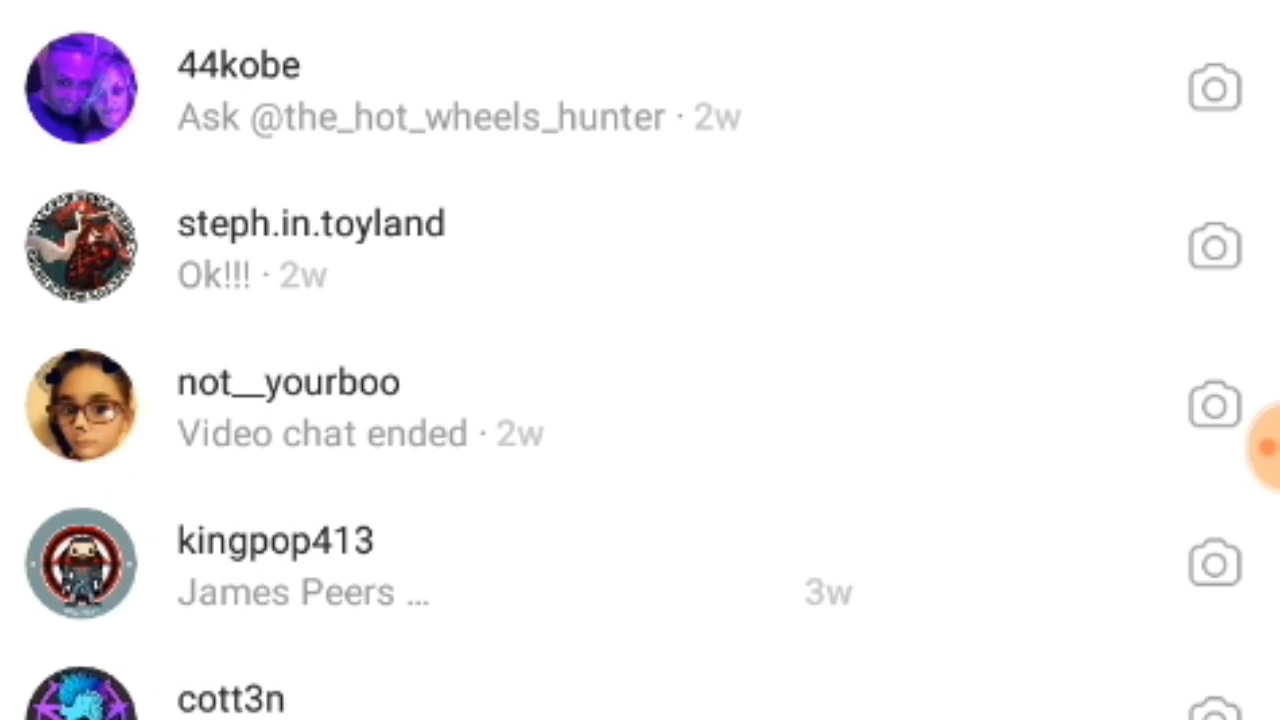 44kobe
Ask @the_hot_wheels_hunter · 2w
steph.in.toyland
Ok!!! · 2w
not__yourboo
Video chat ended · 2w
kingpop413
James Peers ... 3w
cott3n